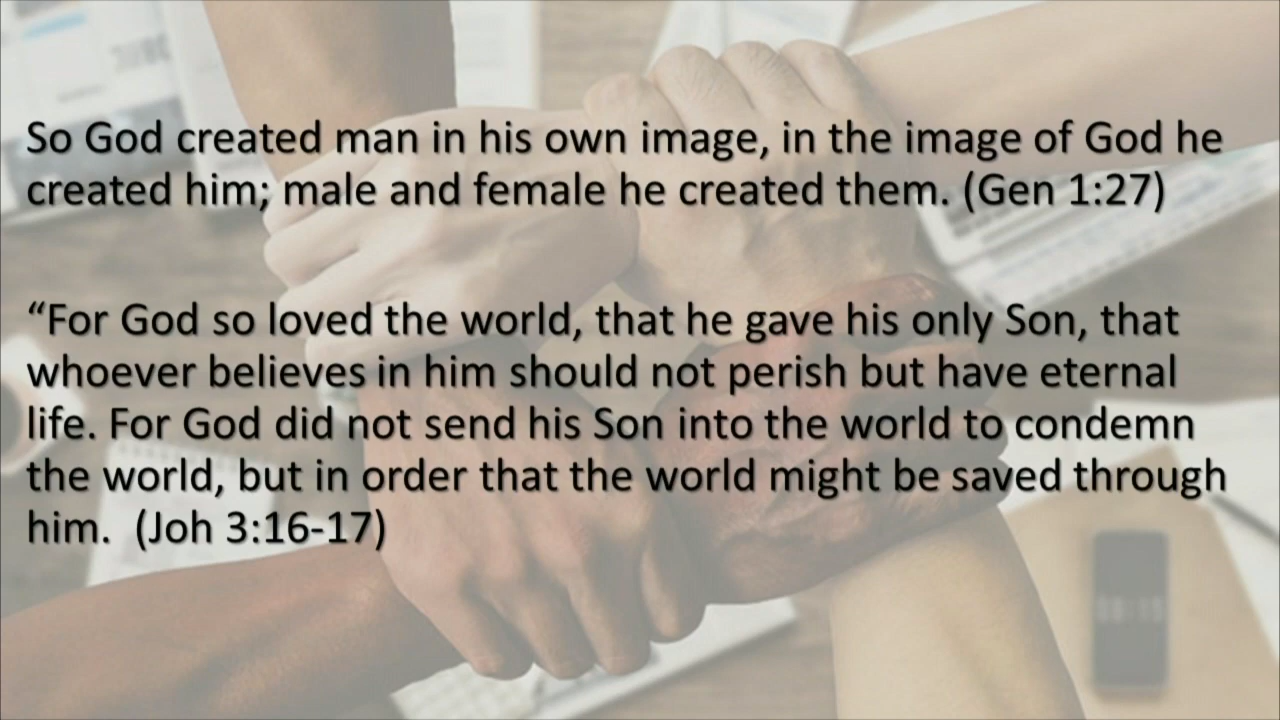 So God created man in his own image, in the image of God he
created him; male and female he created them. (Gen 1:27)
“For God so loved the world, that he gave his only Son, that
whoever believes in him should not perish but have eternal
life. For God did not send his Son into the world to condemn
the world, but in order that the world might be saved through
him.  (Joh 3:16-17)